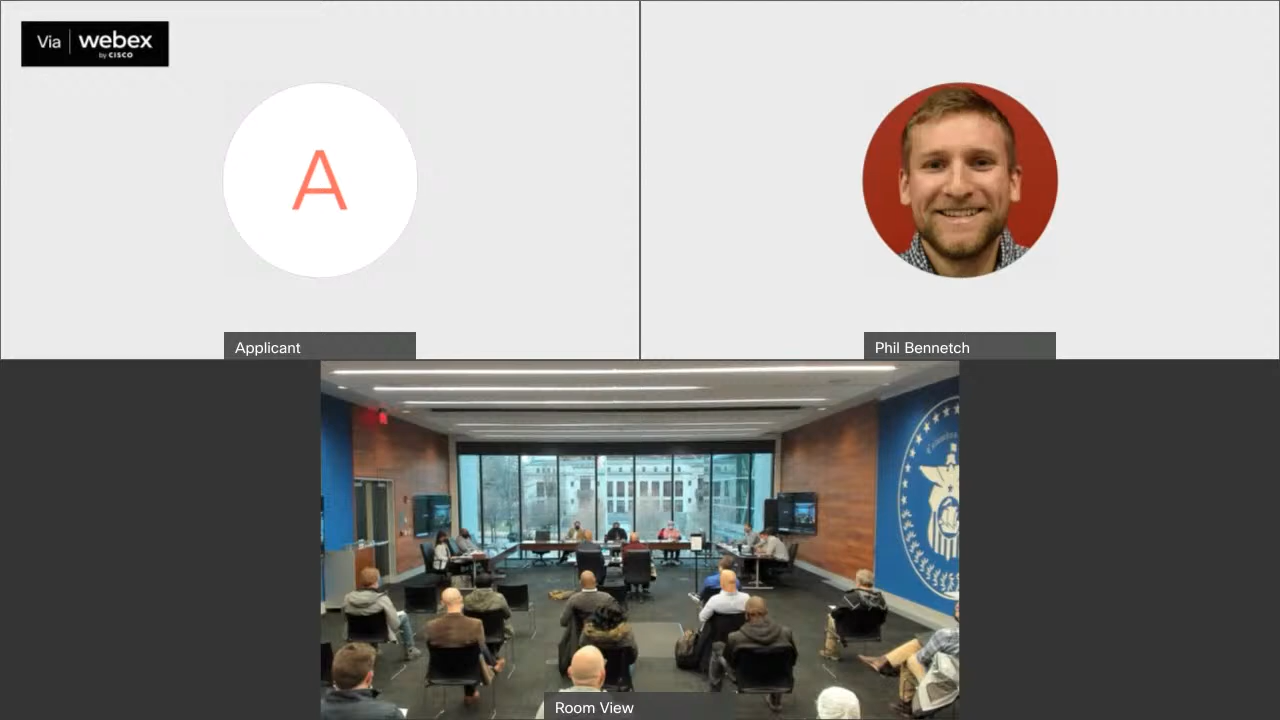 Via webex
by CISCO
A
Applicant
Phil Bennetch
Room View